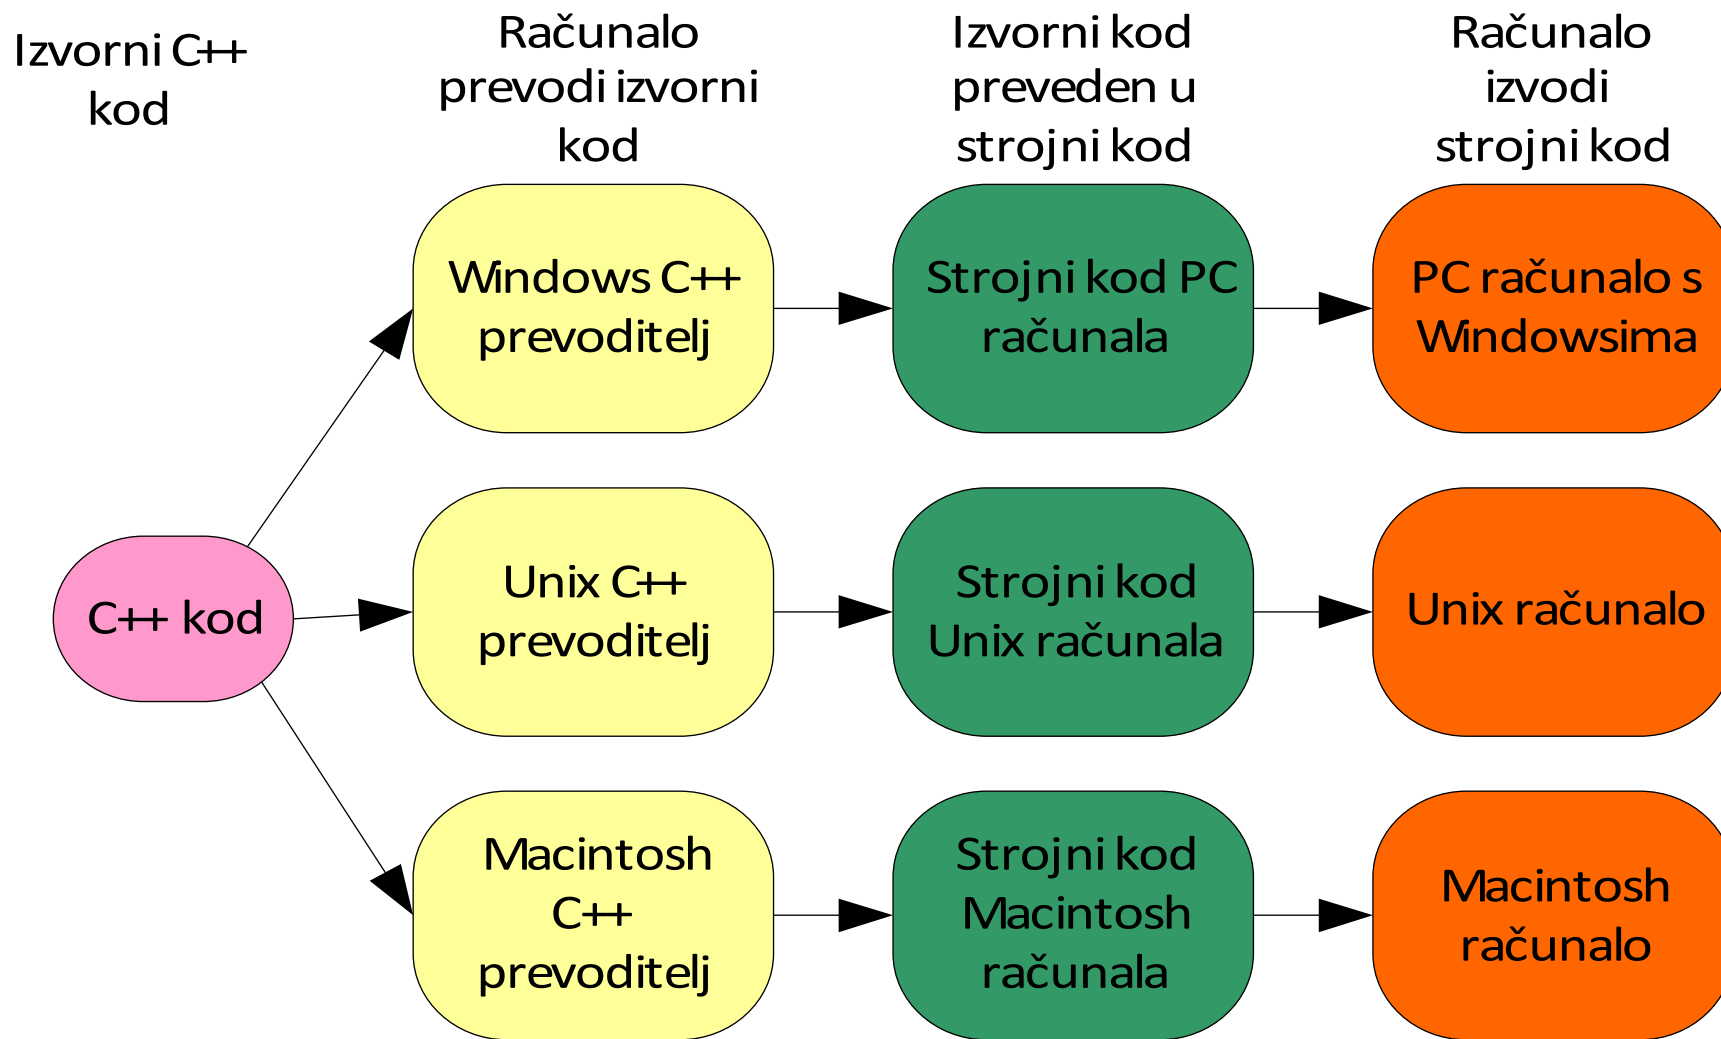 Izvorni C++
kod
Računalo
prevodi izvorni
kod
Izvorni kod
preveden u
strojni kod
Računalo
izvodi
strojni kod
Windows C++
prevoditelj
Strojni kod PC
računala
PC računalo s
Windowsima
C++ kod
Unix C++
prevoditelj
Strojni kod
Unix računala
Unix računalo
Macintosh
C++
prevoditelj
Strojni kod
Macintosh
računala
Macintosh
računalo